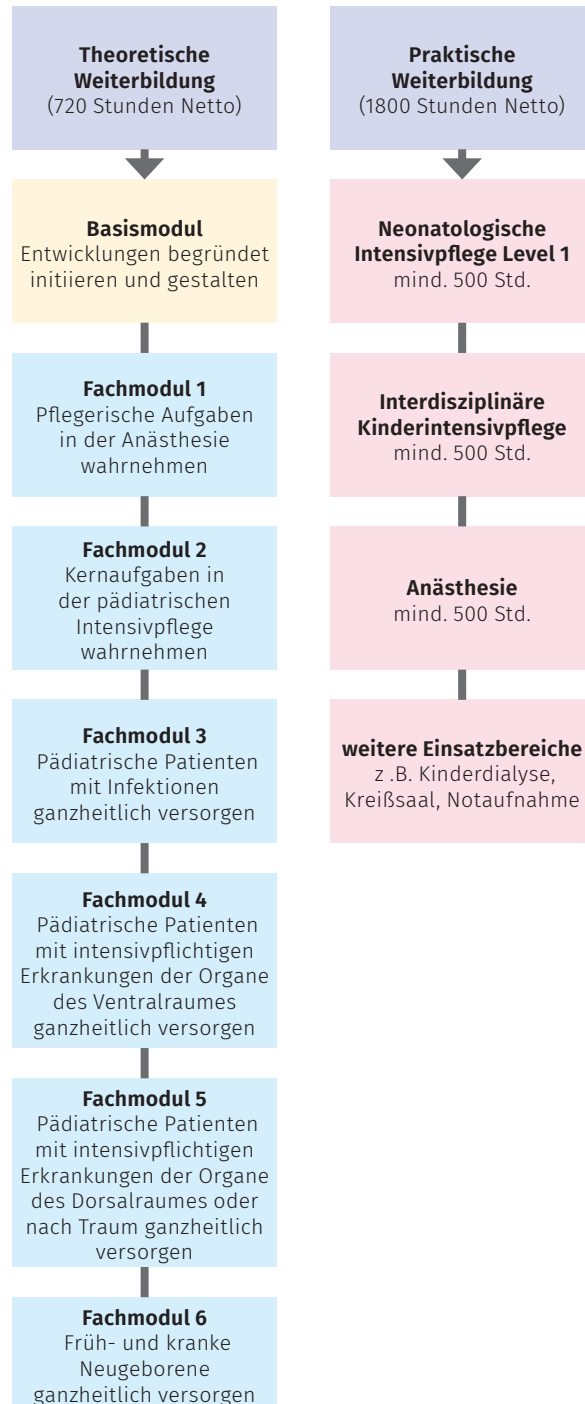 Theoretische
Weiterbildung
(720 Stunden Netto)
Basismodul
Entwicklungen begründet
initiieren und gestalten
Fachmodul 1
Pflegerische Aufgaben
in der Anästhesie
wahrnehmen
Fachmodul 2
Kernaufgaben in
der pädiatrischen
Intensivpflege
wahrnehmen
Fachmodul 3
Pädiatrische Patienten
mit Infektionen
ganzheitlich versorgen
Fachmodul 4
Pädiatrische Patienten
mit intensivpflichtigen
Erkrankungen der Organe
des Ventralraumes
ganzheitlich versorgen
Fachmodul 5
Pädiatrische Patienten
mit intensivpflichtigen
Erkrankungen der Organe
des Dorsalraumes oder
nach Traum ganzheitlich
versorgen
Fachmodul 6
Früh- und kranke
Neugeborene
ganzheitlich versorgen
Praktische
Weiterbildung
(1800 Stunden Netto)
Neonatologische
Intensivpflege Level 1
mind. 500 Std.
Interdisziplinäre
Kinderintensivpflege
mind. 500 Std.
Anästhesie
mind. 500 Std.
weitere Einsatzbereiche
z .B. Kinderdialyse,
Kreißsaal, Notaufnahme